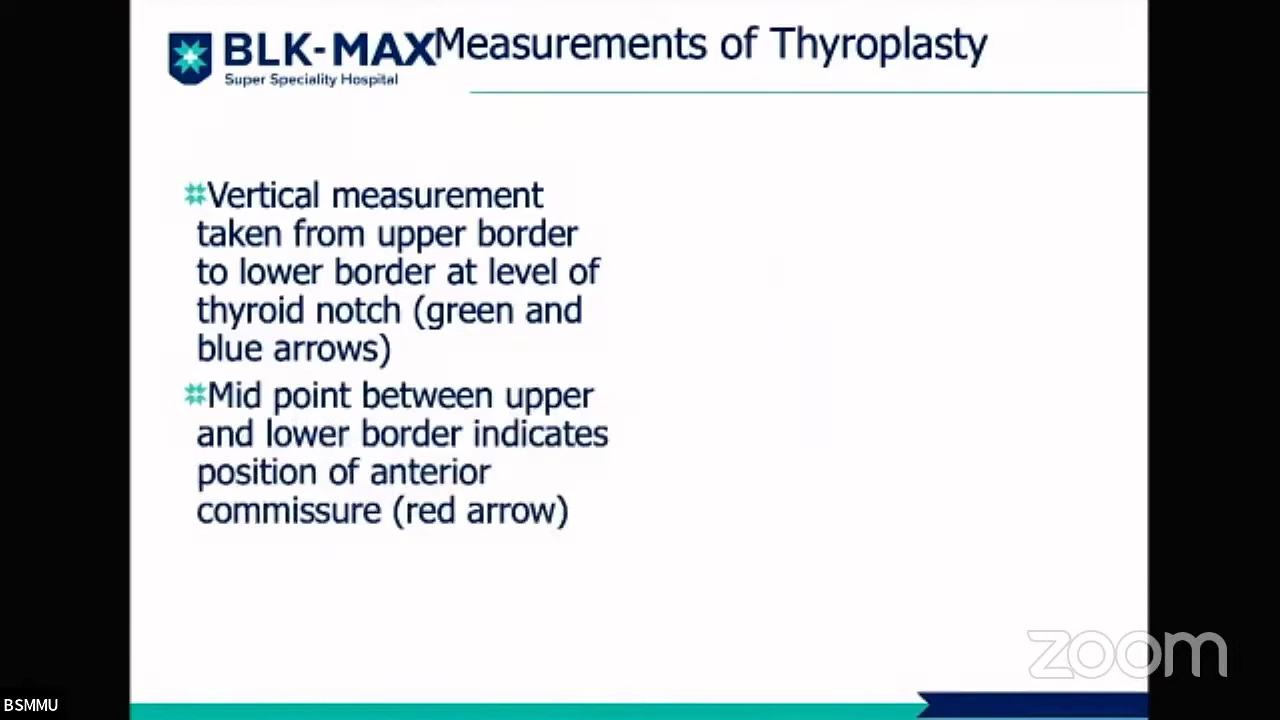 BLK-MAX
Super Speciality Hospital
Measurements of Thyroplasty
Vertical measurement
taken from upper border
to lower border at level of
thyroid notch (green and
blue arrows)
Mid point between upper
and lower border indicates
position of anterior
commissure (red arrow)
zoom
BSMMU